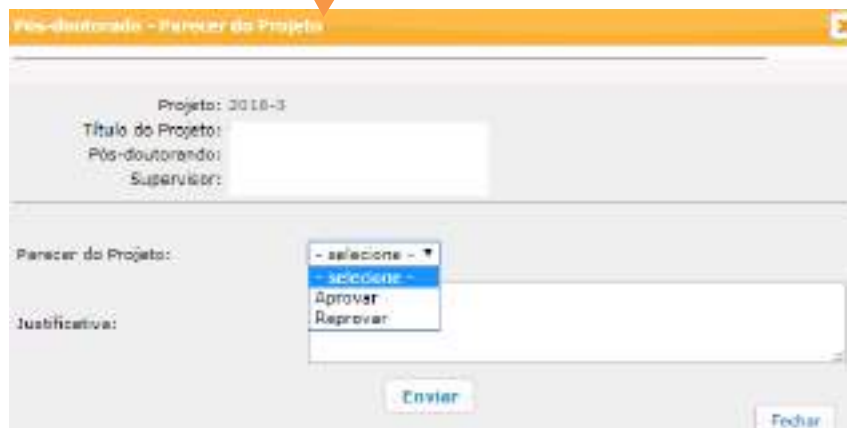 Pós-doutorado - Parecer do Projeto
Projeto: 2018-3
Título do Projeto:
Pós-doutorando:
Supervisor:
Parecer do Projeto:
- selecione -
- selecione -
Aprovar
Reprovar
Justificativa:
Enviar
Fechar